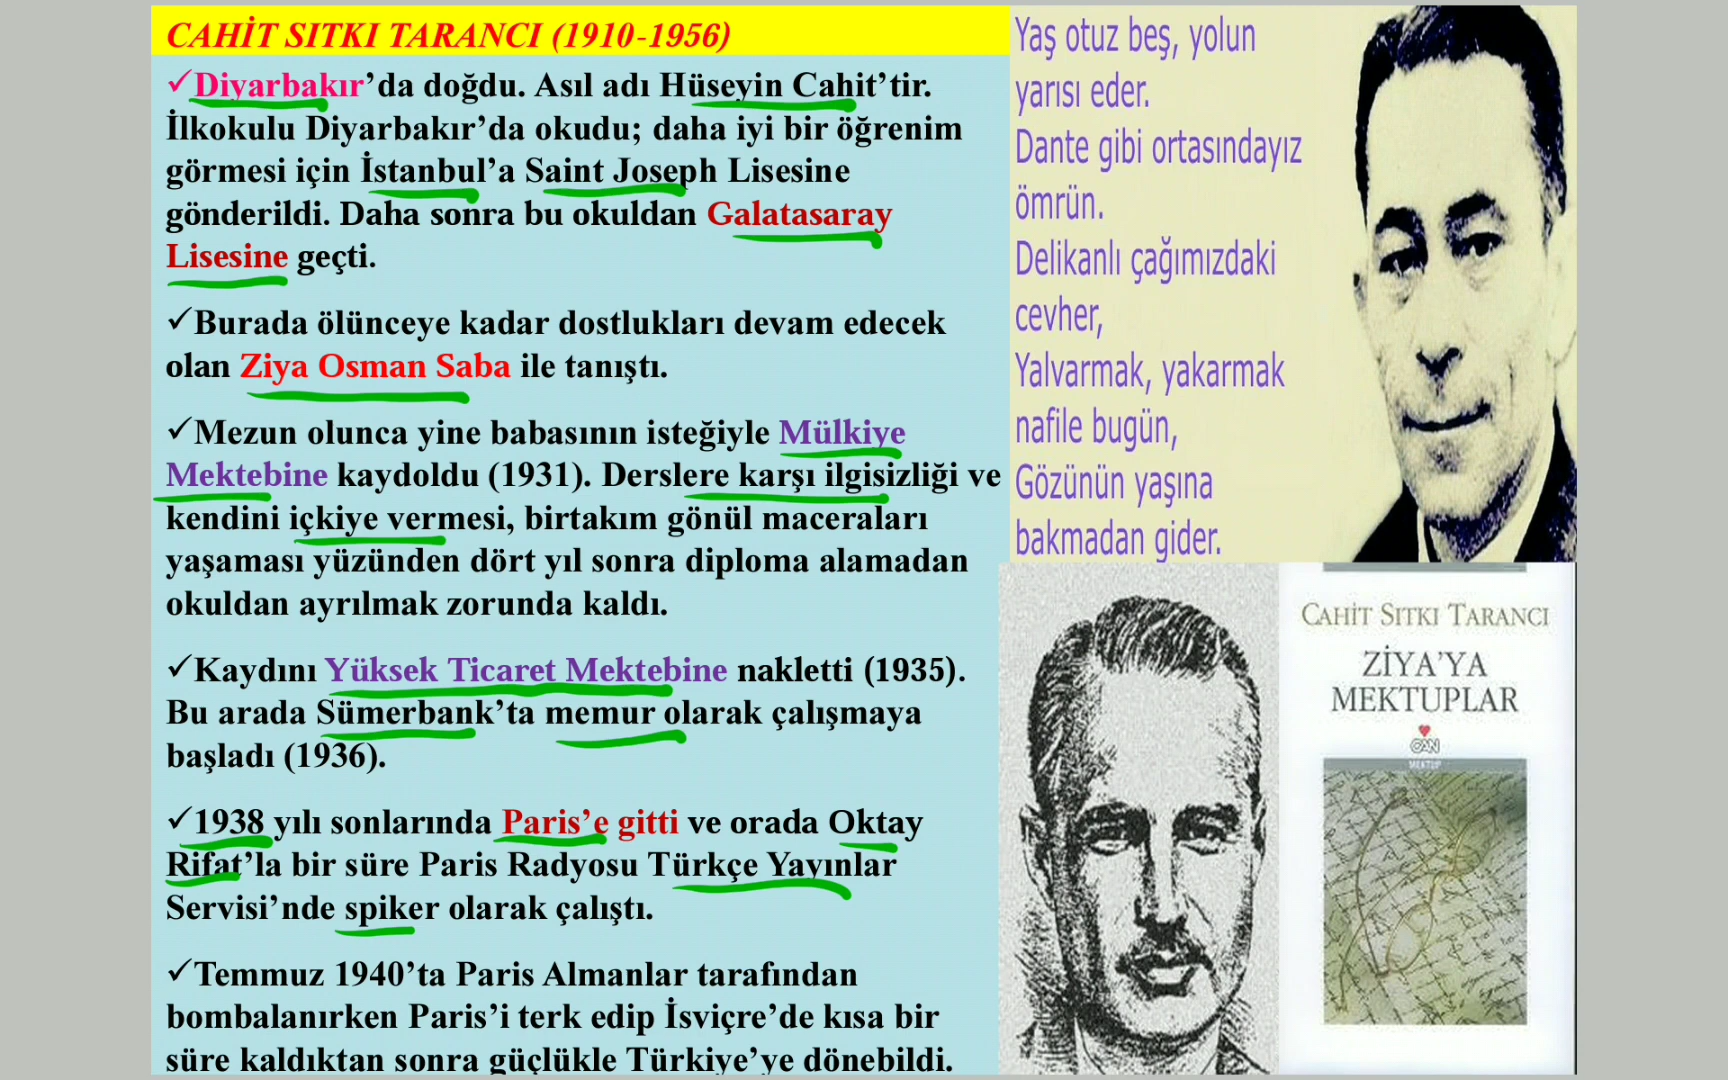 CAHİT SITKI TARANCI (1910-1956)
✓Diyarbakır’da doğdu. Asıl adı Hüseyin Cahit’tir.
İlkokulu Diyarbakır’da okudu; daha iyi bir öğrenim
görmesi için İstanbul’a Saint Joseph Lisesine
gönderildi. Daha sonra bu okuldan Galatasaray
Lisesine geçti.
✓Burada ölünceye kadar dostlukları devam edecek
olan Ziya Osman Saba ile tanıştı.
✓Mezun olunca yine babasının isteğiyle Mülkiye
Mektebine kaydoldu (1931). Derslere karşı ilgisizliği ve
kendini içkiye vermesi, birtakım gönül maceraları
yaşaması yüzünden dört yıl sonra diploma alamadan
okuldan ayrılmak zorunda kaldı.
✓Kaydını Yüksek Ticaret Mektebine nakletti (1935).
Bu arada Sümerbank’ta memur olarak çalışmaya
başladı (1936).
✓1938 yılı sonlarında Paris’e gitti ve orada Oktay
Rifat’la bir süre Paris Radyosu Türkçe Yayınlar
Servisi’nde spiker olarak çalıştı.
✓Temmuz 1940’ta Paris Almanlar tarafından
bombalanırken Paris’i terk edip İsviçre’de kısa bir
süre kaldıktan sonra güçlükle Türkiye’ye dönebildi.
Yaş otuz beş, yolun
yarısı eder.
Dante gibi ortasındayız
ömrün.
Delikanlı çağımızdaki
cevher,
Yalvarmak, yakarmak
nafile bugün,
Gözünün yaşına
bakmadan gider.
CAHİT SITKI TARANCI
ZİYA’YA
MEKTUPLAR
CAN
MEKTUP